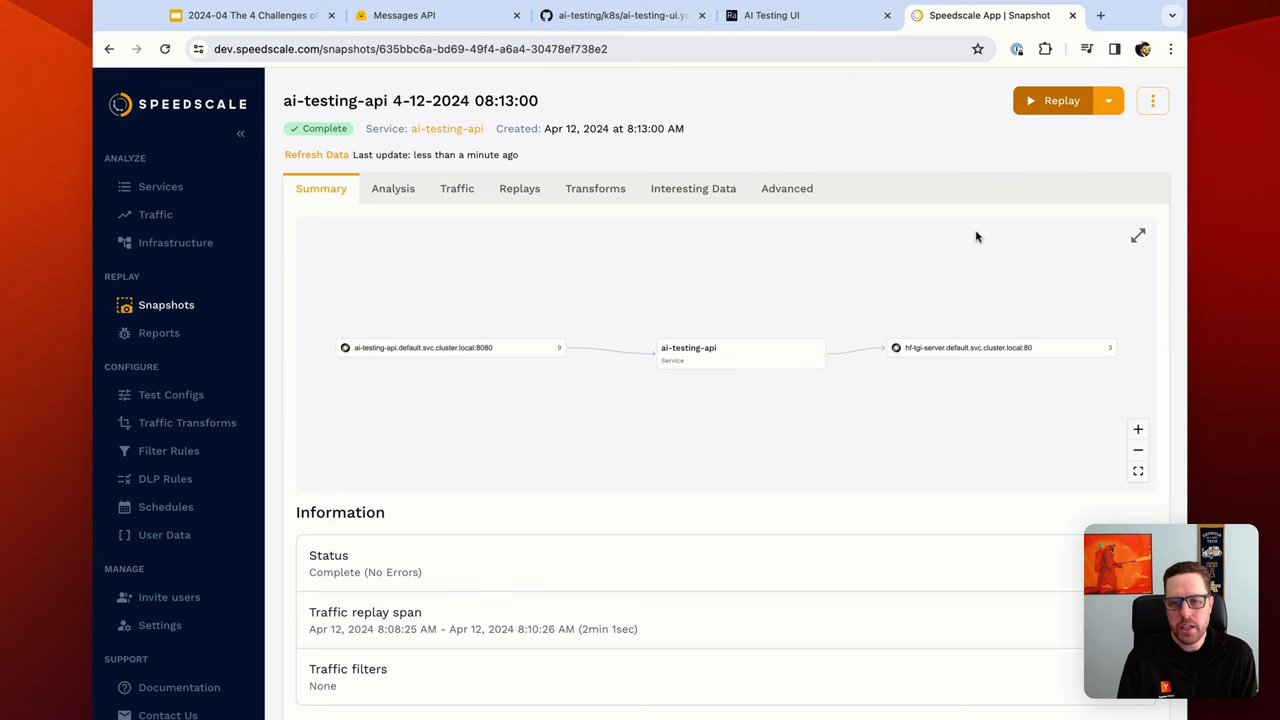 2024-04 The 4 Challenges of
Messages API
ai-testing/k8s/ai-testing-ui.ya
Ra AI Testing UI
Speedscale App | Snapshot
dev.speedscale.com/snapshots/635bbc6a-bd69-49f4-a6a4-34786ef738e2
SPEEDSCALE
ANALYZE
Services
Traffic
Infrastructure
REPLAY
Snapshots
Reports
CONFIGURE
Test Configs
Traffic Transforms
Filter Rules
DLP Rules
Schedules
User Data
MANAGE
Invite users
Settings
SUPPORT
Documentation
Contact Us
ai-testing-api 4-12-2024 08:13:00
Replay
Complete Service: ai-testing-api Created: Apr 12, 2024 at 8:13:00 AM
Refresh Data Last update: less than a minute ago
Summary Analysis Traffic Replays Transforms Interesting Data Advanced
ai-testing-api.default.svc.cluster.local:8080 9
ai-testing-api
Service
hf-tgi-server.default.svc.cluster.local:80 3
Information
Status
Complete (No Errors)
Traffic replay span
Apr 12, 2024 8:08:25 AM - Apr 12, 2024 8:10:26 AM (2min 1sec)
Traffic filters
None